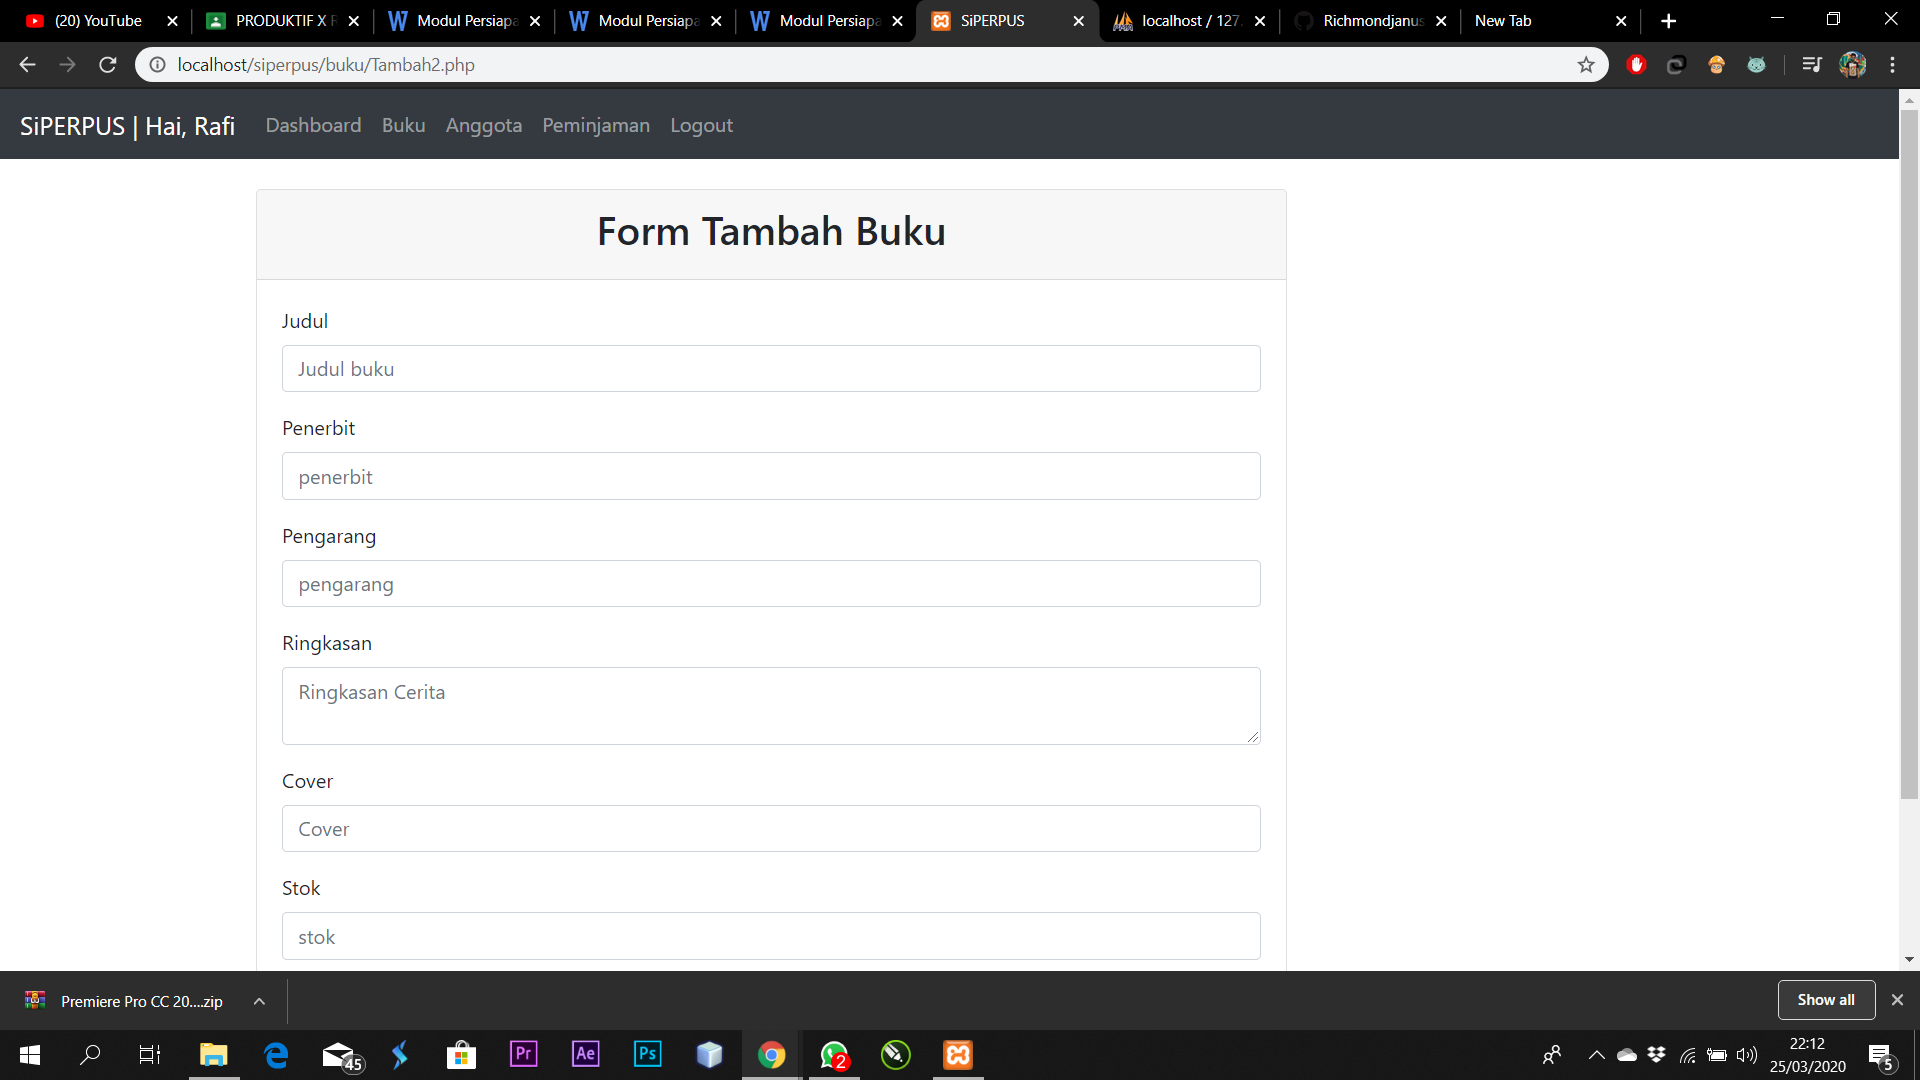 (20) YouTube
PRODUKTIF X R
Modul Persiapa
Modul Persiapa
Modul Persiapa
SiPERPUS
localhost / 127.
Richmondjanus
New Tab
localhost/siperpus/buku/Tambah2.php
SiPERPUS | Hai, Rafi
Dashboard
Buku
Anggota
Peminjaman
Logout
Form Tambah Buku
Judul
Judul buku
Penerbit
penerbit
Pengarang
pengarang
Ringkasan
Ringkasan Cerita
Cover
Cover
Stok
stok
Premiere Pro CC 20....zip
Show all
45
Pr
Ae
Ps
2
22:12
25/03/2020
5